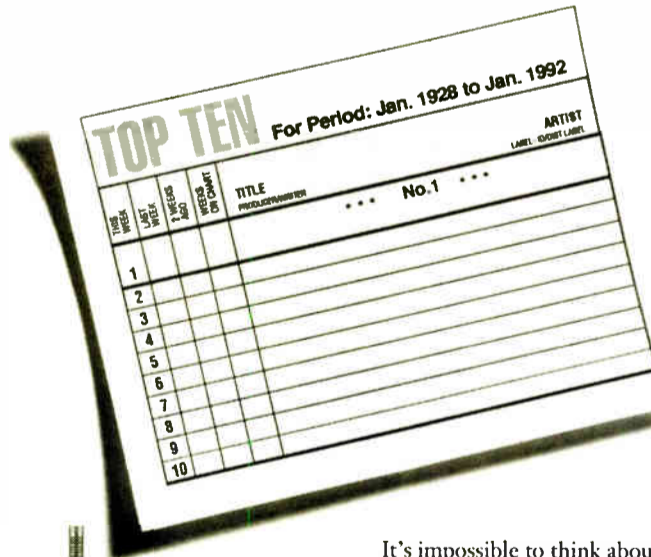 TOP TEN For Period: Jan. 1928 to Jan. 1992
THIS WEEK
LAST WEEK
2 WEEKS AGO
WEEKS ON CHART
TITLE
ARTIST
LABEL
No.1
1
2
3
4
5
6
7
8
9
10
It's impossible to think abou